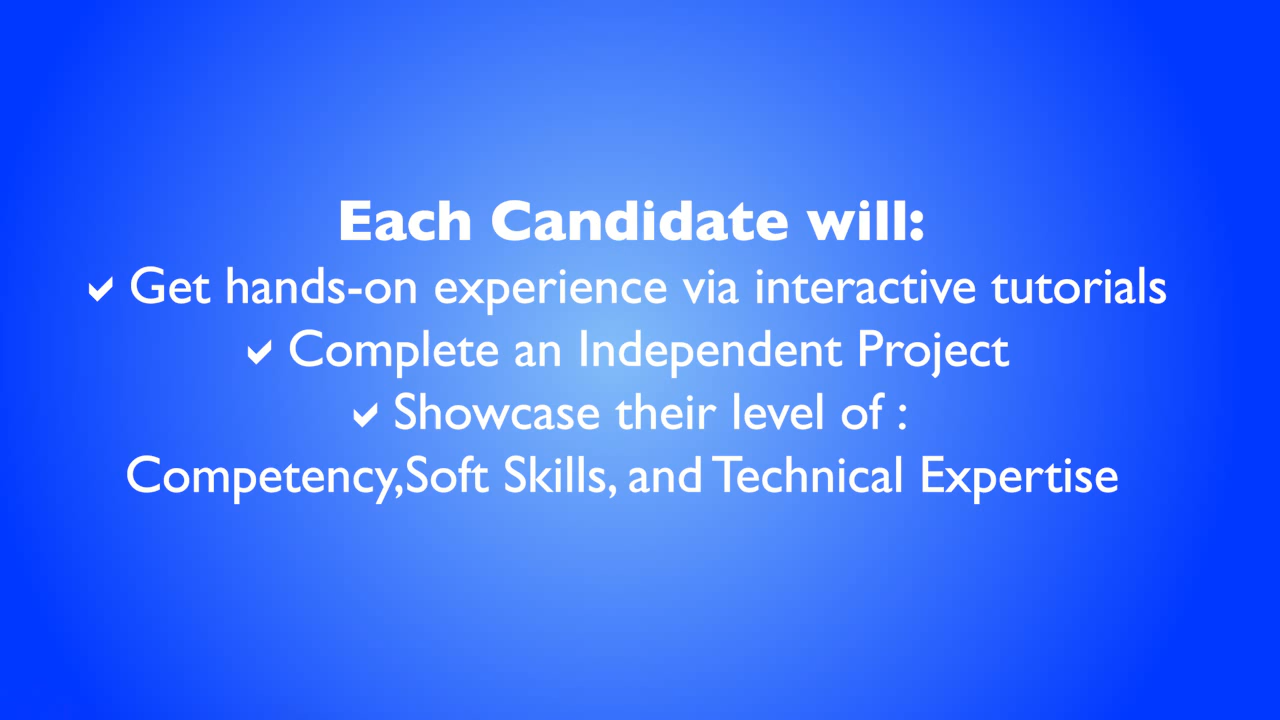 Each Candidate will:
✓ Get hands-on experience via interactive tutorials
✓ Complete an Independent Project
✓ Showcase their level of :
Competency,Soft Skills, and Technical Expertise